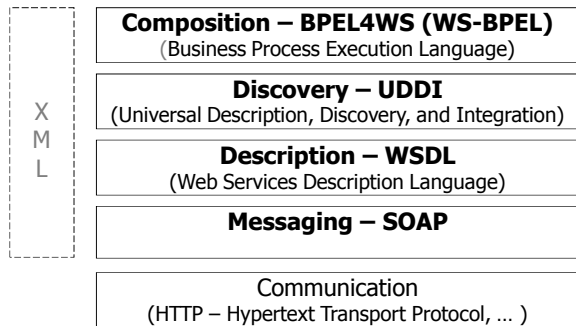 Composition – BPEL4WS (WS-BPEL)
(Business Process Execution Language)
Discovery – UDDI
(Universal Description, Discovery, and Integration)
X
M
L
Description – WSDL
(Web Services Description Language)
Messaging – SOAP
Communication
(HTTP – Hypertext Transport Protocol, ... )